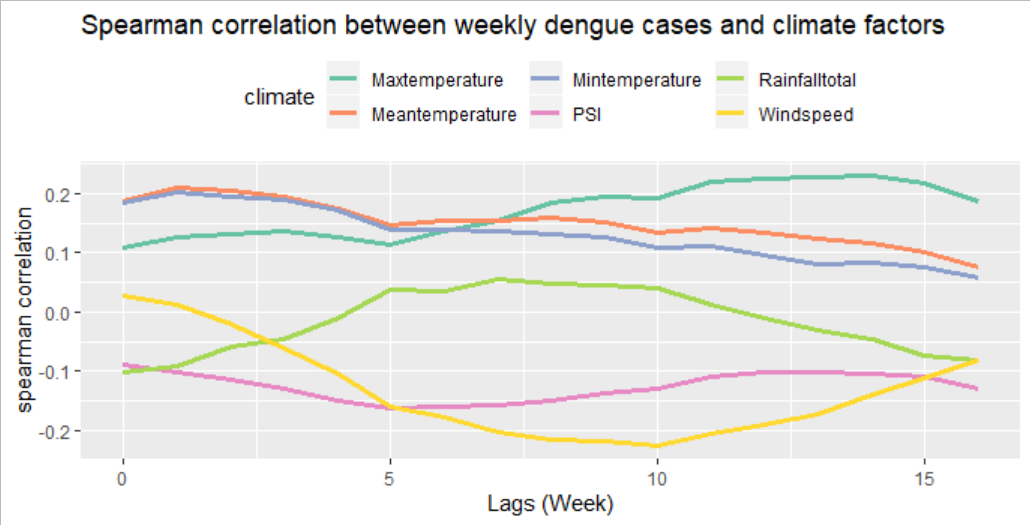 Spearman correlation between weekly dengue cases and climate factors
climate
Maxtemperature Mintemperature Rainfalltotal
Meantemperature PSI Windspeed
spearman correlation
0.2
0.1
0.0
-0.1
-0.2
0 5 10 15
Lags (Week)